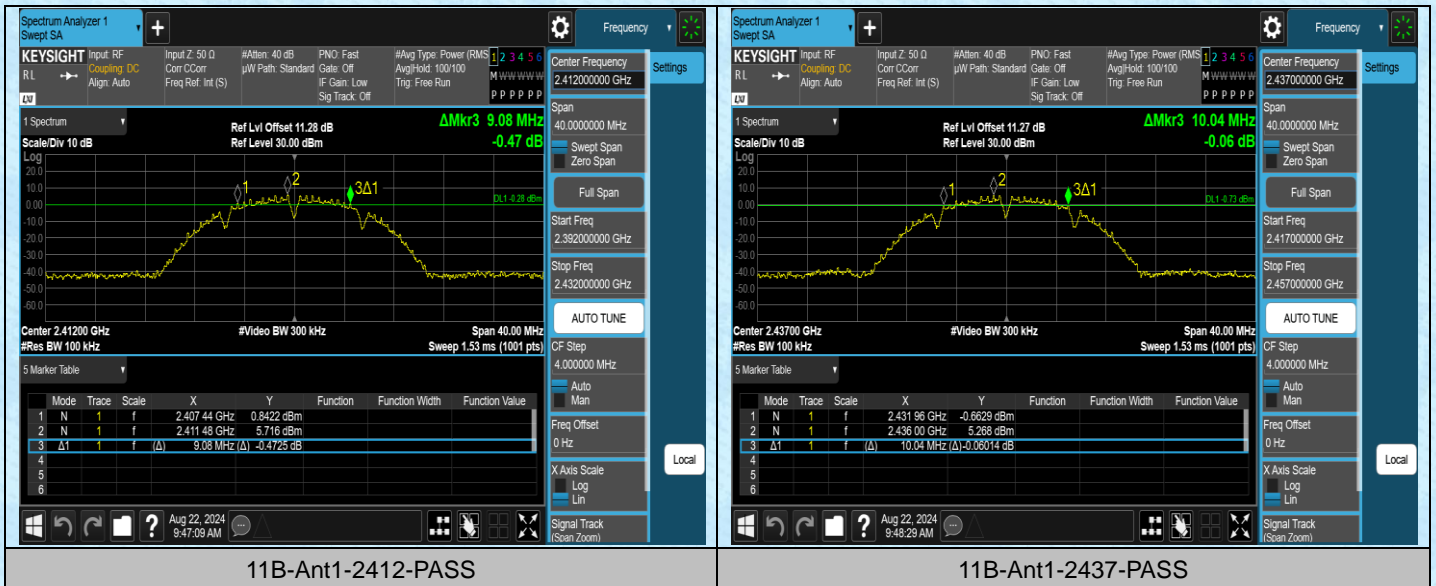 Spectrum Analyzer 1
Swept SA
Frequency
KEYSIGHT
RL
LXI
Input: RF
Coupling: DC
Align: Auto
Input Z: 50 Ω
Corr CCorr
Freq Ref: Int (S)
#Atten: 40 dB
µW Path: Standard
PNO: Fast
Gate: Off
IF Gain: Low
Sig Track: Off
#Avg Type: Power (RMS
Avg|Hold: 100/100
Trig: Free Run
1 2 3 4 5 6
M W W W W W
P P P P P P
1 Spectrum
Scale/Div 10 dB
Ref Lvl Offset 11.28 dB
Ref Level 30.00 dBm
ΔMkr3 9.08 MHz
-0.47 dB
Log
20.0
10.0
0.00
-10.0
-20.0
-30.0
-40.0
-50.0
-60.0
1
2
3Δ1
DL1 -0.28 dBm
Center 2.41200 GHz
#Video BW 300 kHz
Span 40.00 MHz
#Res BW 100 kHz
Sweep 1.53 ms (1001 pts)
5 Marker Table
Mode Trace Scale X Y Function Function Width Function Value
1 N 1 f 2.407 44 GHz 0.8422 dBm
2 N 1 f 2.411 48 GHz 5.716 dBm
3 Δ1 1 f (Δ) 9.08 MHz (Δ) -0.4725 dB
4
5
6
?
Aug 22, 2024
9:47:09 AM
Center Frequency
2.412000000 GHz
Settings
Span
40.0000000 MHz
Swept Span
Zero Span
Full Span
Start Freq
2.392000000 GHz
Stop Freq
2.432000000 GHz
AUTO TUNE
CF Step
4.000000 MHz
Auto
Man
Freq Offset
0 Hz
X Axis Scale
Log
Lin
Signal Track
(Span Zoom)
Local
11B-Ant1-2412-PASS
Spectrum Analyzer 1
Swept SA
Frequency
KEYSIGHT
RL
LXI
Input: RF
Coupling: DC
Align: Auto
Input Z: 50 Ω
Corr CCorr
Freq Ref: Int (S)
#Atten: 40 dB
µW Path: Standard
PNO: Fast
Gate: Off
IF Gain: Low
Sig Track: Off
#Avg Type: Power (RMS
Avg|Hold: 100/100
Trig: Free Run
1 2 3 4 5 6
M W W W W W
P P P P P P
1 Spectrum
Scale/Div 10 dB
Ref Lvl Offset 11.27 dB
Ref Level 30.00 dBm
ΔMkr3 10.04 MHz
-0.06 dB
Log
20.0
10.0
0.00
-10.0
-20.0
-30.0
-40.0
-50.0
-60.0
1
2
3Δ1
DL1 -0.73 dBm
Center 2.43700 GHz
#Video BW 300 kHz
Span 40.00 MHz
#Res BW 100 kHz
Sweep 1.53 ms (1001 pts)
5 Marker Table
Mode Trace Scale X Y Function Function Width Function Value
1 N 1 f 2.431 96 GHz -0.6629 dBm
2 N 1 f 2.436 00 GHz 5.268 dBm
3 Δ1 1 f (Δ) 10.04 MHz (Δ) -0.06014 dB
4
5
6
?
Aug 22, 2024
9:48:29 AM
Center Frequency
2.437000000 GHz
Settings
Span
40.0000000 MHz
Swept Span
Zero Span
Full Span
Start Freq
2.417000000 GHz
Stop Freq
2.457000000 GHz
AUTO TUNE
CF Step
4.000000 MHz
Auto
Man
Freq Offset
0 Hz
X Axis Scale
Log
Lin
Signal Track
(Span Zoom)
Local
11B-Ant1-2437-PASS